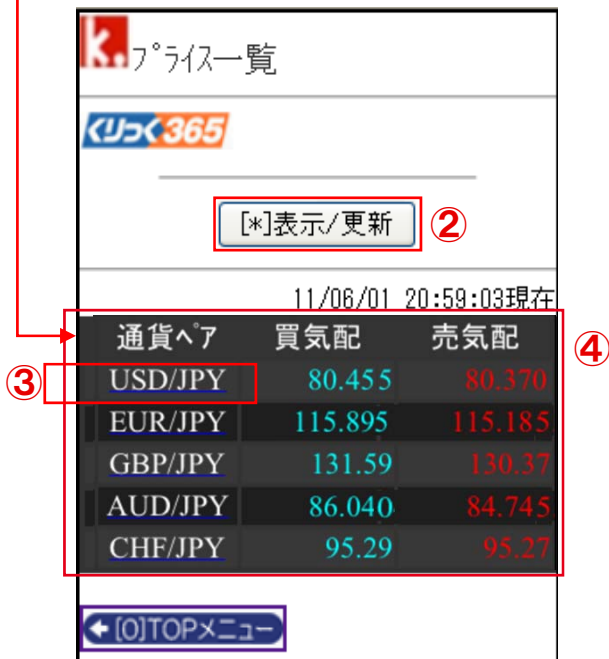 k. プライス一覧
くりっく365
[*]表示/更新 ②
11/06/01 20:59:03現在
通貨ペア 買気配 売気配 ④
③ USD/JPY 80.455 80.370
EUR/JPY 115.895 115.185
GBP/JPY 131.59 130.37
AUD/JPY 86.040 84.745
CHF/JPY 95.29 95.27
[0]TOPメニュー